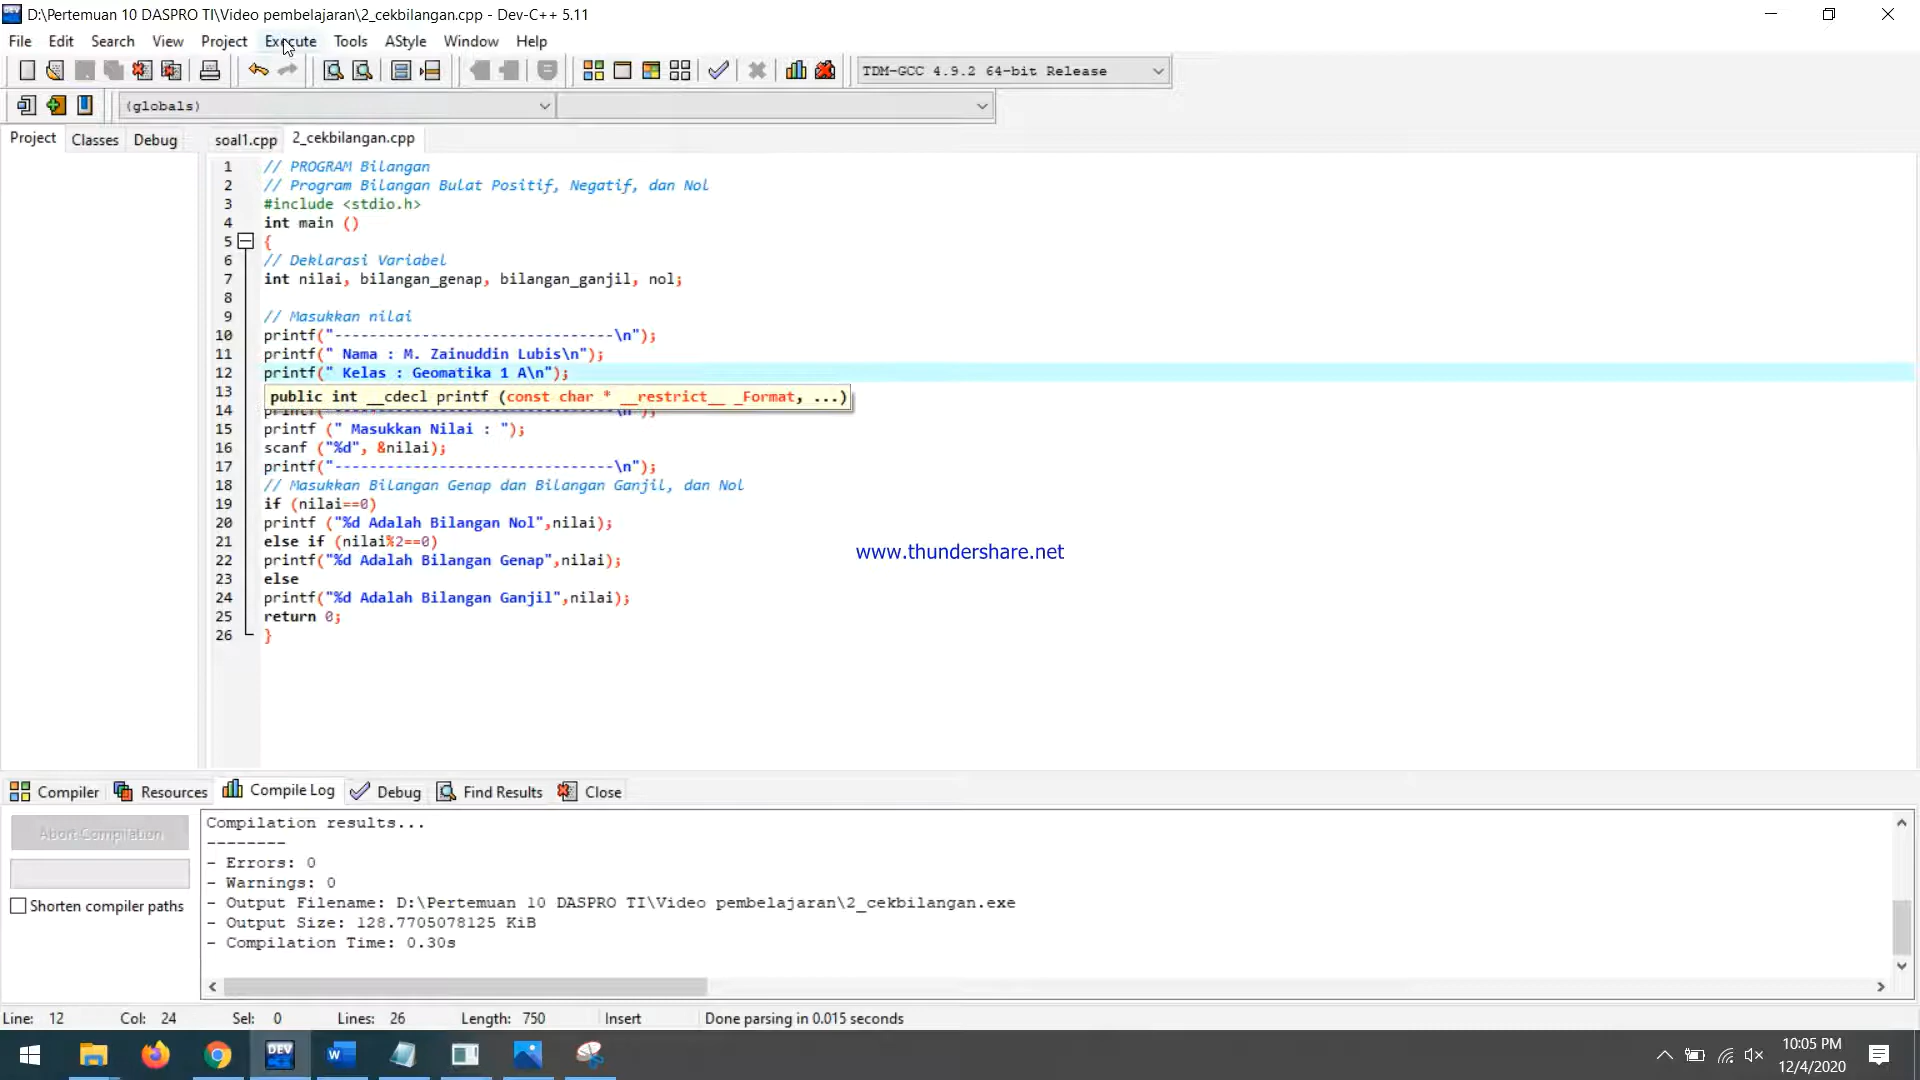 D:\Pertemuan 10 DASPRO TI\Video pembelajaran\2_cekbilangan.cpp - Dev-C++ 5.11
File Edit Search View Project Execute Tools AStyle Window Help
TDM-GCC 4.9.2 64-bit Release
(globals)
Project Classes Debug
soal1.cpp 2_cekbilangan.cpp
1 // PROGRAM Bilangan
2 // Program Bilangan Bulat Positif, Negatif, dan Nol
3 #include <stdio.h>
4 int main ()
5 {
6 // Deklarasi Variabel
7 int nilai, bilangan_genap, bilangan_ganjil, nol;
8
9 // Masukkan nilai
10 printf("--------------------------------\n");
11 printf(" Nama : M. Zainuddin Lubis\n");
12 printf(" Kelas : Geomatika 1 A\n");
13
public int __cdecl printf (const char * __restrict__ _Format, ...)
14 printf("--------------------------------\n");
15 printf (" Masukkan Nilai : ");
16 scanf ("%d", &nilai);
17 printf("--------------------------------\n");
18 // Masukkan Bilangan Genap dan Bilangan Ganjil, dan Nol
19 if (nilai==0)
20 printf ("%d Adalah Bilangan Nol",nilai);
21 else if (nilai%2==0)
22 printf("%d Adalah Bilangan Genap",nilai);
23 else
24 printf("%d Adalah Bilangan Ganjil",nilai);
25 return 0;
26 }
www.thundershare.net
Compiler Resources Compile Log Debug Find Results Close
Abort Compilation
Shorten compiler paths
Compilation results...
--------
- Errors: 0
- Warnings: 0
- Output Filename: D:\Pertemuan 10 DASPRO TI\Video pembelajaran\2_cekbilangan.exe
- Output Size: 128.7705078125 KiB
- Compilation Time: 0.30s
Line: 12 Col: 24 Sel: 0 Lines: 26 Length: 750 Insert Done parsing in 0.015 seconds
DEV
W
10:05 PM
12/4/2020